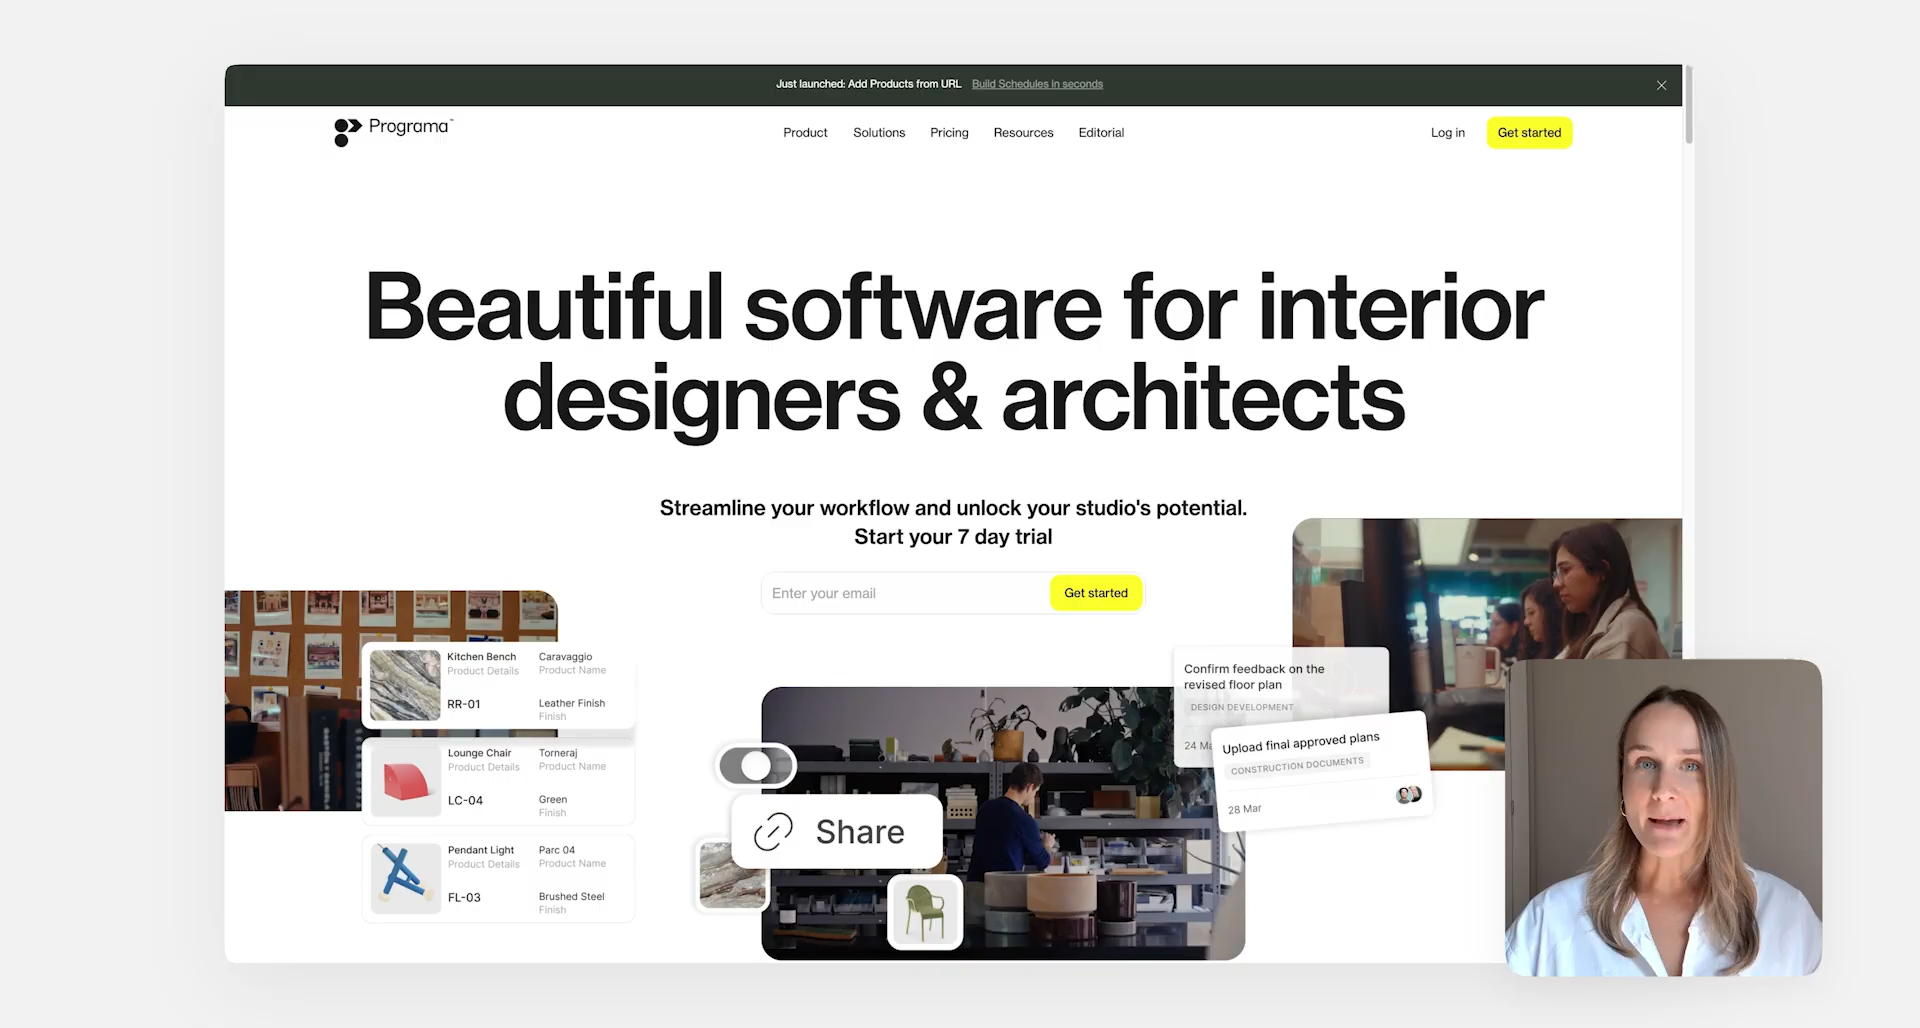 Just launched: Add Products from URL Build Schedules in seconds
Programa™
Product Solutions Pricing Resources Editorial
Log in Get started
Beautiful software for interior
designers & architects
Streamline your workflow and unlock your studio's potential.
Start your 7 day trial
Enter your email Get started
Kitchen Bench Caravaggio
Product Details Product Name
RR-01 Leather Finish
Finish
Lounge Chair Torneraj
Product Details Product Name
LC-04 Green
Finish
Pendant Light Parc 04
Product Details Product Name
FL-03 Brushed Steel
Finish
Share
Confirm feedback on the
revised floor plan
DESIGN DEVELOPMENT
24 Ma
Upload final approved plans
CONSTRUCTION DOCUMENTS
28 Mar